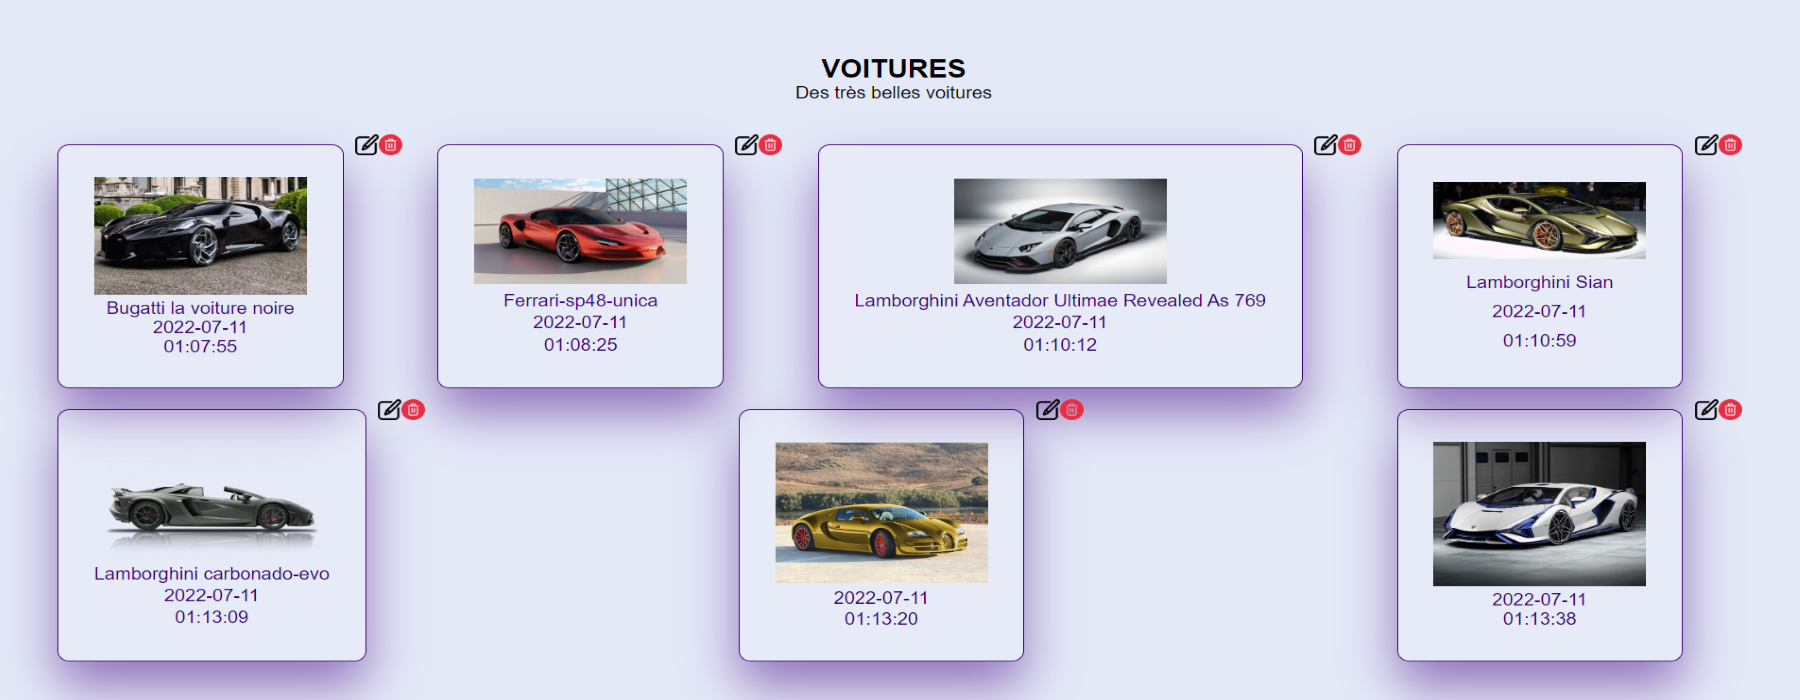 VOITURES
Des très belles voitures
Bugatti la voiture noire
2022-07-11
01:07:55
Ferrari-sp48-unica
2022-07-11
01:08:25
Lamborghini Aventador Ultimae Revealed As 769
2022-07-11
01:10:12
Lamborghini Sian
2022-07-11
01:10:59
Lamborghini carbonado-evo
2022-07-11
01:13:09
2022-07-11
01:13:20
2022-07-11
01:13:38